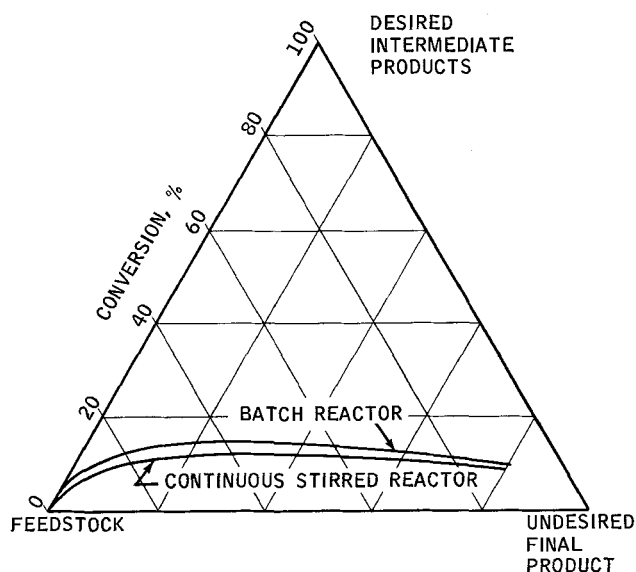 DESIRED
INTERMEDIATE
PRODUCTS
100
80
60
40
20
0
CONVERSION, %
BATCH REACTOR
CONTINUOUS STIRRED REACTOR
FEEDSTOCK
UNDESIRED
FINAL
PRODUCT